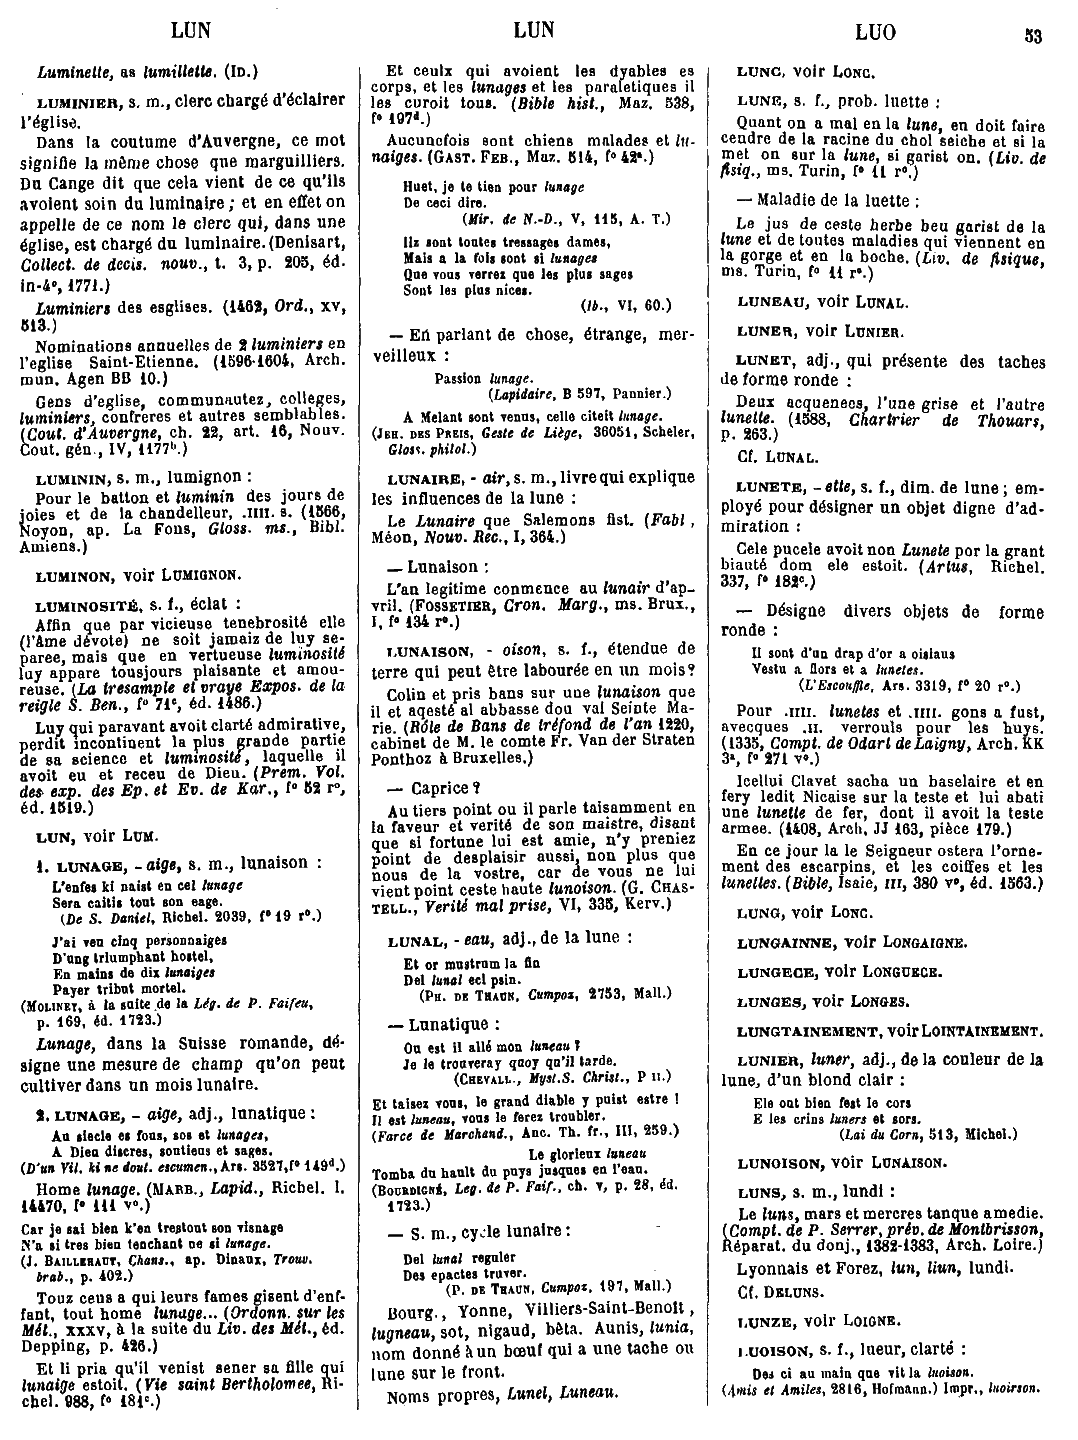 LUN
LUN
LUO
53
Luminette, as lumillette. (ID.)
LUMINIER, s. m., clerc chargé d'éclairer
l'église.
Dans la coutume d'Auvergne, ce mot
signifie la même chose que marguilliers.
Du Cange dit que cela vient de ce qu'ils
avoient soin du luminaire ; et en effet on
appelle de ce nom le clerc qui, dans une
église, est chargé du luminaire. (Denisart,
Collect. de decis. nouv., t. 3, p. 205, éd.
in-4°, 1771.)
Luminiers des esglises. (1462, Ord., XV,
513.)
Nominations annuelles de 2 luminiers en
l'eglise Saint-Etienne. (1596-1604, Arch.
mun. Agen BB 10.)
Gens d'eglise, communautez, colleges,
luminiers, confreres et autres semblables.
(Cout. d'Auvergne, ch. 22, art. 16, Nouv.
Cout. gén., IV, 1177b.)
LUMININ, s. m., lumignon :
Pour le batton et luminin des jours de
joies et de la chandelleur, .IIII. s. (1566,
Noyon, ap. La Fons, Gloss. ms., Bibl.
Amiens.)
LUMINON, voir LUMIGNON.
LUMINOSITÉ, s. f., éclat :
Affin que par vicieuse tenebrosité elle
(l'âme dévote) ne soit jamaiz de luy se-
paree, mais que en vertueuse luminosité
luy appare tousjours plaisante et amou-
reuse. (La tresample et vraye Expos. de la
reigle S. Ben., f° 71c, éd. 1486.)
Luy qui paravant avoit clarté admirative,
perdit incontinent la plus grande partie
de sa science et luminosité, laquelle il
avoit eu et receu de Dieu. (Prem. Vol.
des exp. des Ep. et Ev. de Kar., f° 52 r°,
éd. 1519.)
LUN, voir LUM.
1. LUNAGE, - aige, s. m., lunaison :
L'enfes ki naist en cel lunage
Sera caitis tout son eage.
(De S. Daniel, Richel. 2039, f° 19 r°.)
J'ai veu cinq personnaiges
D'ung triumphant hostel,
En mains de dix lunaiges
Payer tribut mortel.
(MOLINET, à la suite de la Lég. de P. Faifeu,
p. 169, éd. 1723.)
Lunage, dans la Suisse romande, dé-
signe une mesure de champ qu'on peut
cultiver dans un mois lunaire.
2. LUNAGE, - aige, adj., lunatique :
Au siecle es fous, sos et lunages,
A Dieu discres, soutieus et sages.
(D'un Vil. ki ne dout. escumen., Ars. 3527, f° 149d.)
Home lunage. (MARB., Lapid., Richel. l.
14470, f° III v°.)
Car je sai bien k'en trestout son visnage
N'a si tres bien tenchant ne si lunage.
(J. BAILLEHAUT, Chans., ap. Dinaux, Trouv.
brab., p. 402.)
Touz ceus a qui leurs fames gisent d'enf-
fant, tout home lunage... (Ordonn. sur les
Mét., XXXV, à la suite du Liv. des Mét., éd.
Depping, p. 426.)
Et li pria qu'il venist sener sa fille qui
lunaige estoit. (Vie saint Bertholomee, Ri-
chel. 988, f° 181c.)
Et ceulx qui avoient les dyables es
corps, et les lunages et les paraletiques il
les curoit tous. (Bible hist., Maz. 538,
f° 197d.)
Aucunefois sont chiens malades et lu-
naiges. (GAST. FEB., Maz. 514, f° 42a.)
Huet, je te tien pour lunage
De ceci dire.
(Mir. de N.-D., V, 115, A. T.)
Ilz sont toutes tressages dames,
Mais a la fois sont si lunages
Que vous verrez que les plus sages
Sont les plus nices.
(Ib., VI, 60.)
— En parlant de chose, étrange, mer-
veilleux :
Passion lunage.
(Lapidaire, B 597, Pannier.)
A Melant sont venus, celle citeit lunage.
(JEH. DES PREIS, Geste de Liège, 36051, Scheler,
Gloss. philol.)
LUNAIRE, - air, s. m., livre qui explique
les influences de la lune :
Le Lunaire que Salemons fist. (Fabl,
Méon, Nouv. Rec., I, 364.)
— Lunaison :
L'an legitime conmence au lunair d'ap-
vril. (FOSSETIER, Cron. Marg., ms. Brux.,
I, f° 134 r°.)
LUNAISON, - oison, s. f., étendue de
terre qui peut être labourée en un mois?
Colin et pris bans sur une lunaison que
il et aqesté al abbasse dou val Seinte Ma-
rie. (Rôle de Bans de tréfond de l'an 1220,
cabinet de M. le comte Fr. Van der Straten
Ponthoz à Bruxelles.)
— Caprice ?
Au tiers point ou il parle taisamment en
la faveur et verité de son maistre, disant
que si fortune lui est amie, n'y preniez
point de desplaisir aussi, non plus que
nous de la vostre, car de vous ne lui
vient point ceste haute lunoison. (G. CHAS-
TELL., Verité mal prise, VI, 335, Kerv.)
LUNAL, - eau, adj., de la lune :
Et or mustrum la fin
Del lunal ecl psin.
(PH. DE THAUN, Cumpoz, 2753, Mall.)
— Lunatique :
Ou est il allé mon luneau ?
Je le trouveray quoy qu'il tarde.
(CHEVALL., Myst. S. Christ., P II.)
Et taisez vous, le grand diable y puist estre !
Il est luneau, vous le ferez troubler.
(Farce de Marchand., Anc. Th. fr., III, 259.)
Le glorieux luneau
Tomba du hault du puys jusques en l'eau.
(BOURDIGNÉ, Leg. de P. Faif., ch. V, p. 28, éd.
1723.)
— S. m., cycle lunaire :
Del lunal reguler
Des epactes truver.
(P. DE THAUN, Cumpoz, 197, Mall.)
Bourg., Yonne, Villiers-Saint-Benoît,
lugneau, sot, nigaud, bêta. Aunis, lunia,
nom donné à un bœuf qui a une tache ou
lune sur le front.
Noms propres, Lunel, Luneau.
LUNC, voir LONC.
LUNE, s. f., prob. luette :
Quant on a mal en la lune, en doit faire
cendre de la racine du chol seiche et si la
met on sur la lune, si garist on. (Liv. de
fisiq., ms. Turin, f° 11 r°.)
— Maladie de la luette :
Le jus de ceste herbe beu garist de la
lune et de toutes maladies qui viennent en
la gorge et en la boche. (Liv. de fisique,
ms. Turin, f° 11 r°.)
LUNEAU, voir LUNAL.
LUNER, voir LUNIER.
LUNET, adj., qui présente des taches
de forme ronde :
Deux acquenees, l'une grise et l'autre
lunette. (1588, Chartrier de Thouars,
p. 263.)
Cf. LUNAL.
LUNETE, - ette, s. f., dim. de lune ; em-
ployé pour désigner un objet digne d'ad-
miration :
Cele pucele avoit non Lunete por la grant
biauté dom ele estoit. (Artus, Richel.
337, f° 182c.)
— Désigne divers objets de forme
ronde :
Il sont d'un drap d'or a oisiaus
Vestu a flors et a lunetes.
(L'Escouffle, Ars. 3319, f° 20 r°.)
Pour .IIII. lunetes et .IIII. gons a fust,
avecques .II. verrouls pour les huys.
(1335, Compt. de Odart de Laigny, Arch. KK
3a, f° 271 v°.)
Icellui Clavet sacha un baselaire et en
fery ledit Nicaise sur la teste et lui abati
une lunette de fer, dont il avoit la teste
armee. (1408, Arch. JJ 163, pièce 179.)
En ce jour la le Seigneur ostera l'orne-
ment des escarpins, et les coiffes et les
lunettes. (Bible, Isaie, III, 380 v°, éd. 1563.)
LUNG, voir LONC.
LUNGAINNE, voir LONGAIGNE.
LUNGECE, voir LONGUECE.
LUNGES, voir LONGES.
LUNGTAINEMENT, voir LOINTAINEMENT.
LUNIER, luner, adj., de la couleur de la
lune, d'un blond clair :
Ele out bien fest le cors
E les crins luners et sors.
(Lai du Corn, 513, Michel.)
LUNOISON, voir LUNAISON.
LUNS, s. m., lundi :
Le luns, mars et mercres tanque a medie.
(Compt. de P. Serrer, prév. de Montbrisson,
Réparat. du donj., 1382-1383, Arch. Loire.)
Lyonnais et Forez, lun, liun, lundi.
Cf. DELUNS.
LUNZE, voir LOIGNE.
LUOISON, s. f., lueur, clarté :
Des ci au main que vit la luoison.
(Amis et Amiles, 2816, Hofmann.) Impr., luoirson.